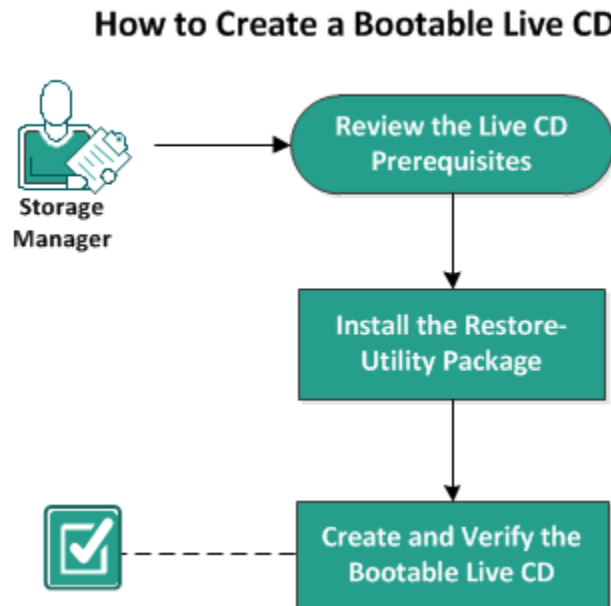 How to Create a Bootable Live CD
Review the Live CD
Prerequisites
Storage
Manager
Install the Restore-
Utility Package
Create and Verify the
Bootable Live CD